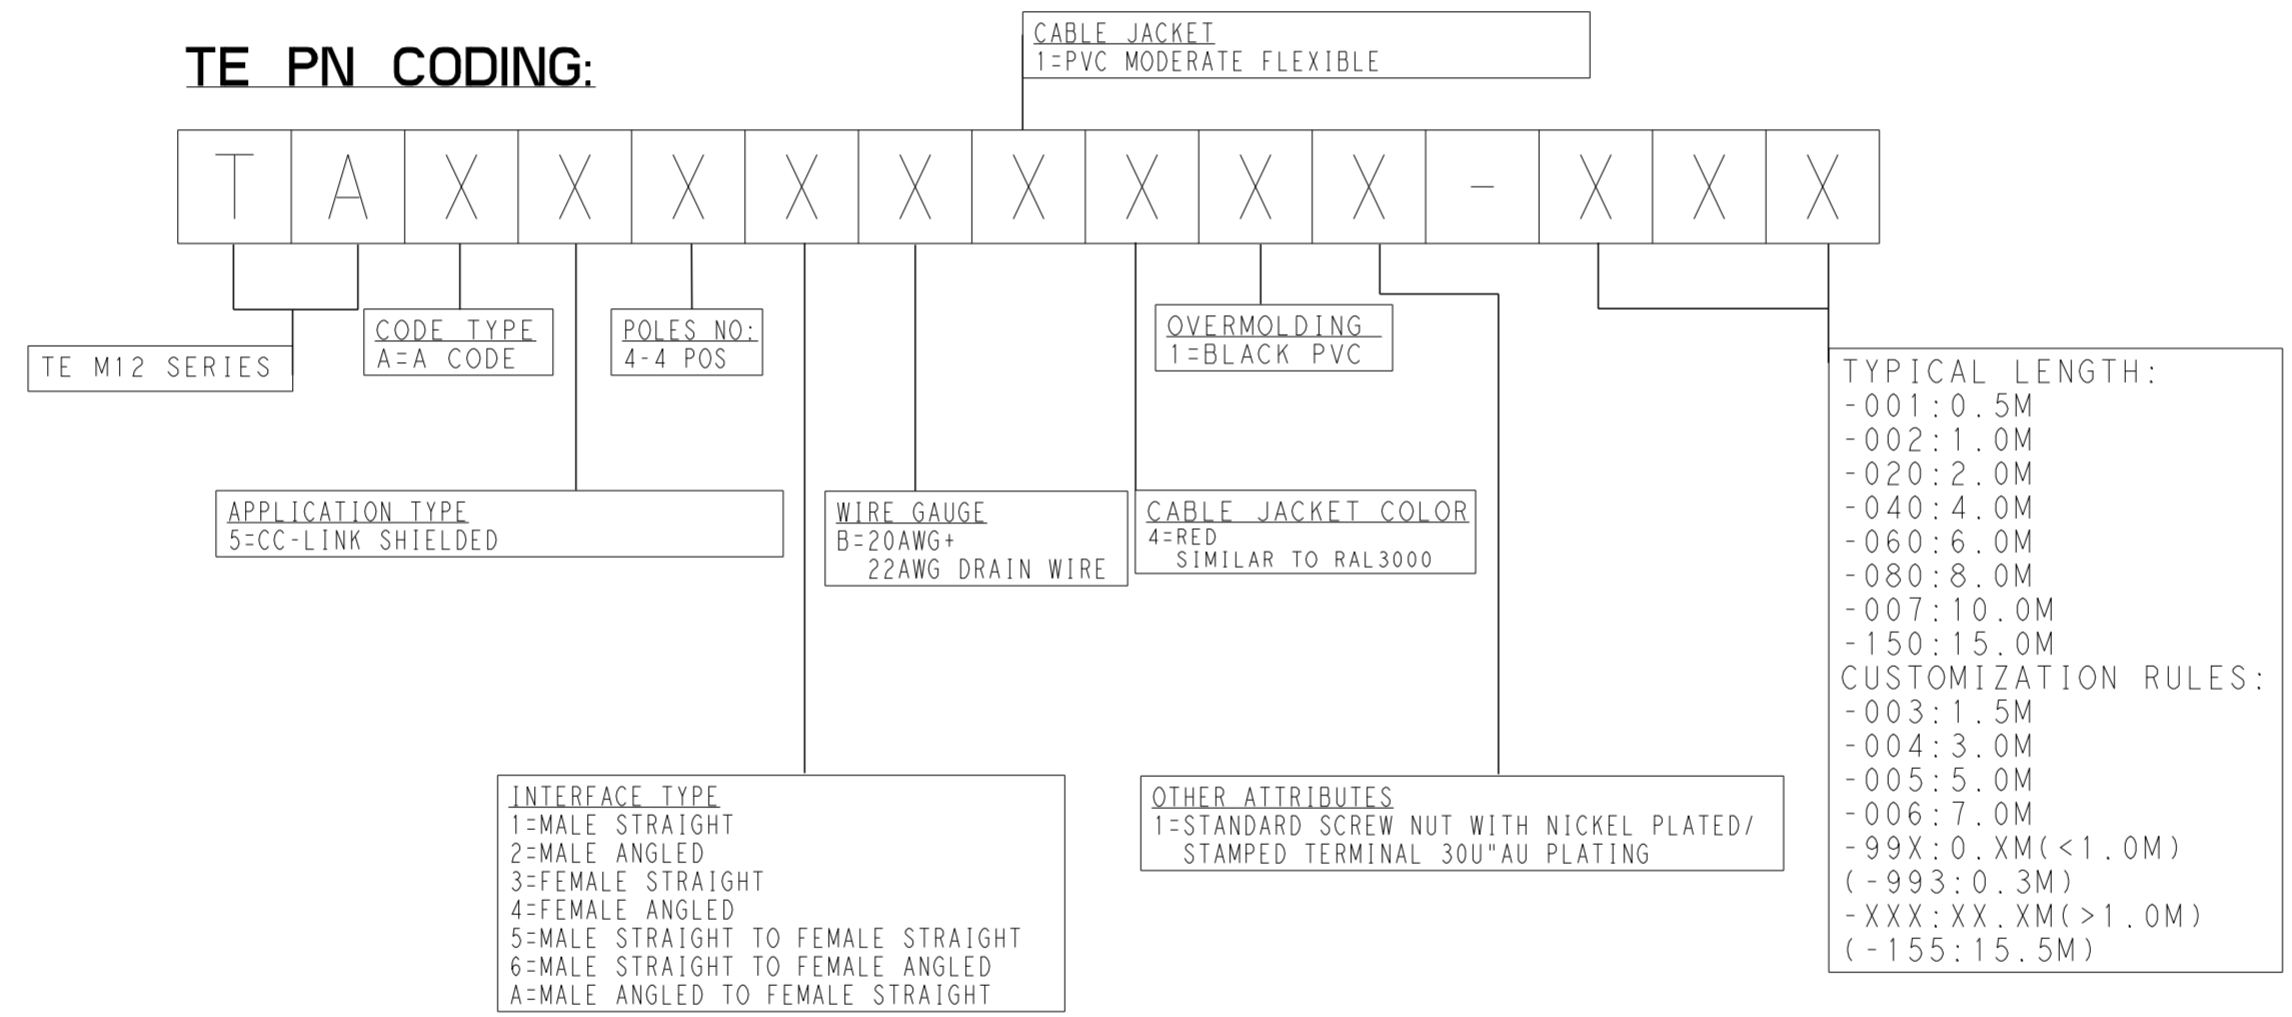 TE PN CODING:
CABLE JACKET
1=PVC MODERATE FLEXIBLE
T A X X X X X X X X X - X X X
TE M12 SERIES
CODE TYPE
A=A CODE
POLES NO:
4-4 POS
OVERMOLDING
1=BLACK PVC
APPLICATION TYPE
5=CC-LINK SHIELDED
WIRE GAUGE
B=20AWG+
22AWG DRAIN WIRE
CABLE JACKET COLOR
4=RED
SIMILAR TO RAL3000
INTERFACE TYPE
1=MALE STRAIGHT
2=MALE ANGLED
3=FEMALE STRAIGHT
4=FEMALE ANGLED
5=MALE STRAIGHT TO FEMALE STRAIGHT
6=MALE STRAIGHT TO FEMALE ANGLED
A=MALE ANGLED TO FEMALE STRAIGHT
OTHER ATTRIBUTES
1=STANDARD SCREW NUT WITH NICKEL PLATED/
STAMPED TERMINAL 30U"AU PLATING
TYPICAL LENGTH:
-001:0.5M
-002:1.0M
-020:2.0M
-040:4.0M
-060:6.0M
-080:8.0M
-007:10.0M
-150:15.0M
CUSTOMIZATION RULES:
-003:1.5M
-004:3.0M
-005:5.0M
-006:7.0M
-99X:0.XM(<1.0M)
(-993:0.3M)
-XXX:XX.XM(>1.0M)
(-155:15.5M)